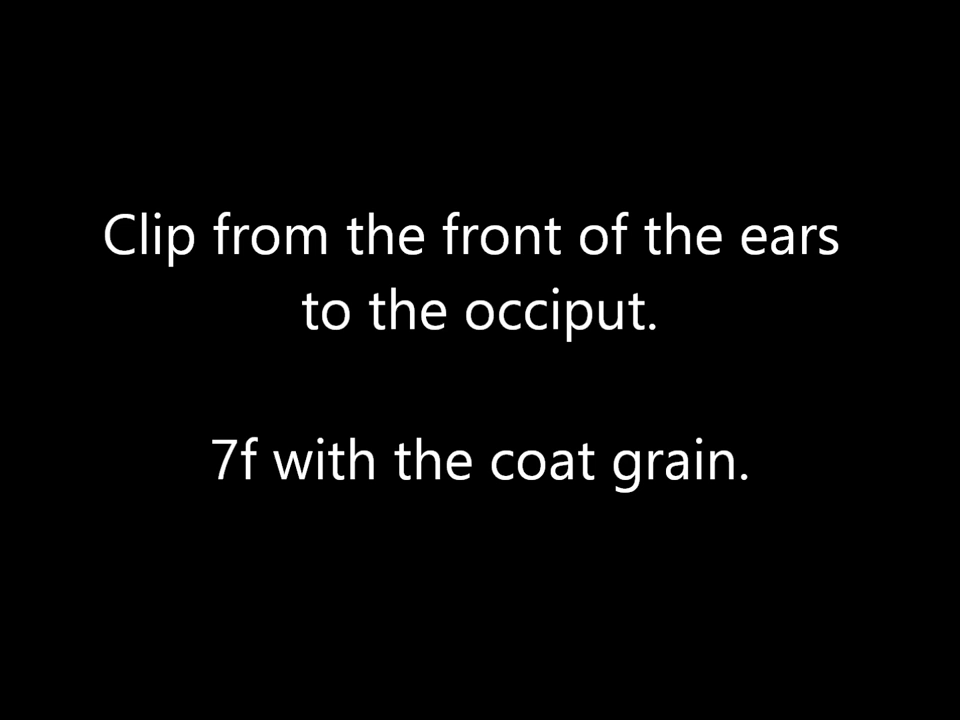 Clip from the front of the ears
to the occiput.
7f with the coat grain.